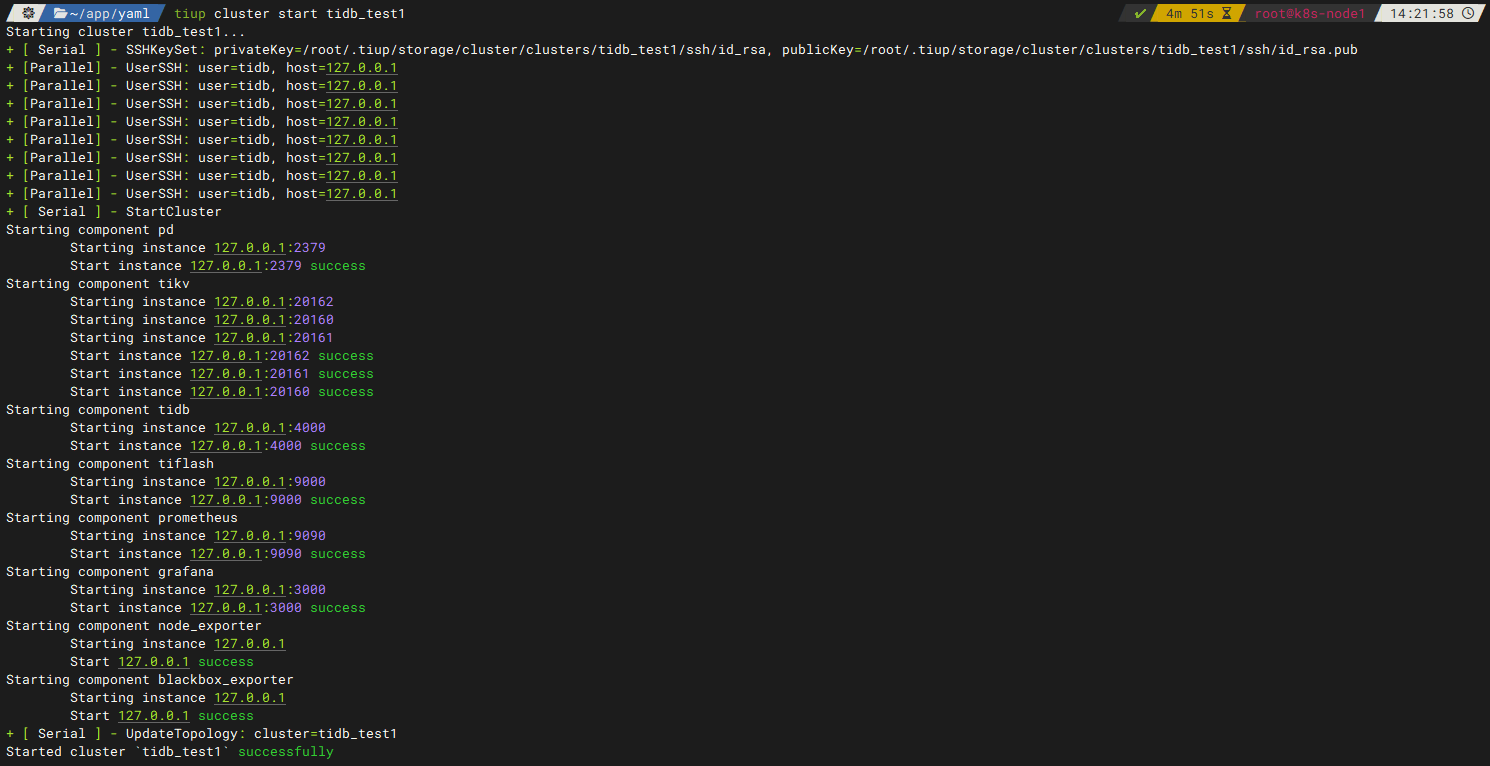 ~/app/yaml tiup cluster start tidb_test1 ✔ 4m 51s root@k8s-node1 14:21:58
Starting cluster tidb_test1...
+ [ Serial ] - SSHKeySet: privateKey=/root/.tiup/storage/cluster/clusters/tidb_test1/ssh/id_rsa, publicKey=/root/.tiup/storage/cluster/clusters/tidb_test1/ssh/id_rsa.pub
+ [Parallel] - UserSSH: user=tidb, host=127.0.0.1
+ [Parallel] - UserSSH: user=tidb, host=127.0.0.1
+ [Parallel] - UserSSH: user=tidb, host=127.0.0.1
+ [Parallel] - UserSSH: user=tidb, host=127.0.0.1
+ [Parallel] - UserSSH: user=tidb, host=127.0.0.1
+ [Parallel] - UserSSH: user=tidb, host=127.0.0.1
+ [Parallel] - UserSSH: user=tidb, host=127.0.0.1
+ [Parallel] - UserSSH: user=tidb, host=127.0.0.1
+ [ Serial ] - StartCluster
Starting component pd
        Starting instance 127.0.0.1:2379
        Start instance 127.0.0.1:2379 success
Starting component tikv
        Starting instance 127.0.0.1:20162
        Starting instance 127.0.0.1:20160
        Starting instance 127.0.0.1:20161
        Start instance 127.0.0.1:20162 success
        Start instance 127.0.0.1:20161 success
        Start instance 127.0.0.1:20160 success
Starting component tidb
        Starting instance 127.0.0.1:4000
        Start instance 127.0.0.1:4000 success
Starting component tiflash
        Starting instance 127.0.0.1:9000
        Start instance 127.0.0.1:9000 success
Starting component prometheus
        Starting instance 127.0.0.1:9090
        Start instance 127.0.0.1:9090 success
Starting component grafana
        Starting instance 127.0.0.1:3000
        Start instance 127.0.0.1:3000 success
Starting component node_exporter
        Starting instance 127.0.0.1
        Start 127.0.0.1 success
Starting component blackbox_exporter
        Starting instance 127.0.0.1
        Start 127.0.0.1 success
+ [ Serial ] - UpdateTopology: cluster=tidb_test1
Started cluster `tidb_test1` successfully